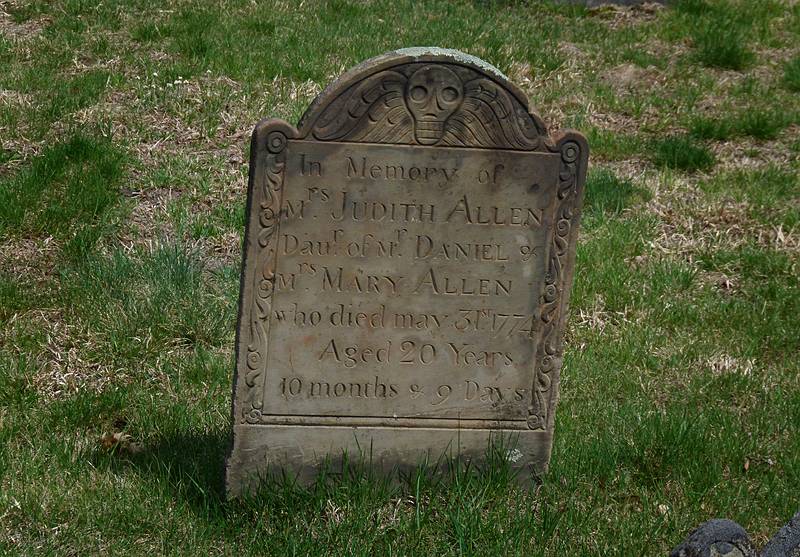 In Memory of
Mrs JUDITH ALLEN
Daur. of Mr. DANIEL &
Mrs MARY ALLEN
who died may 31st. 1774
Aged 20 Years
10 months & 9 Days